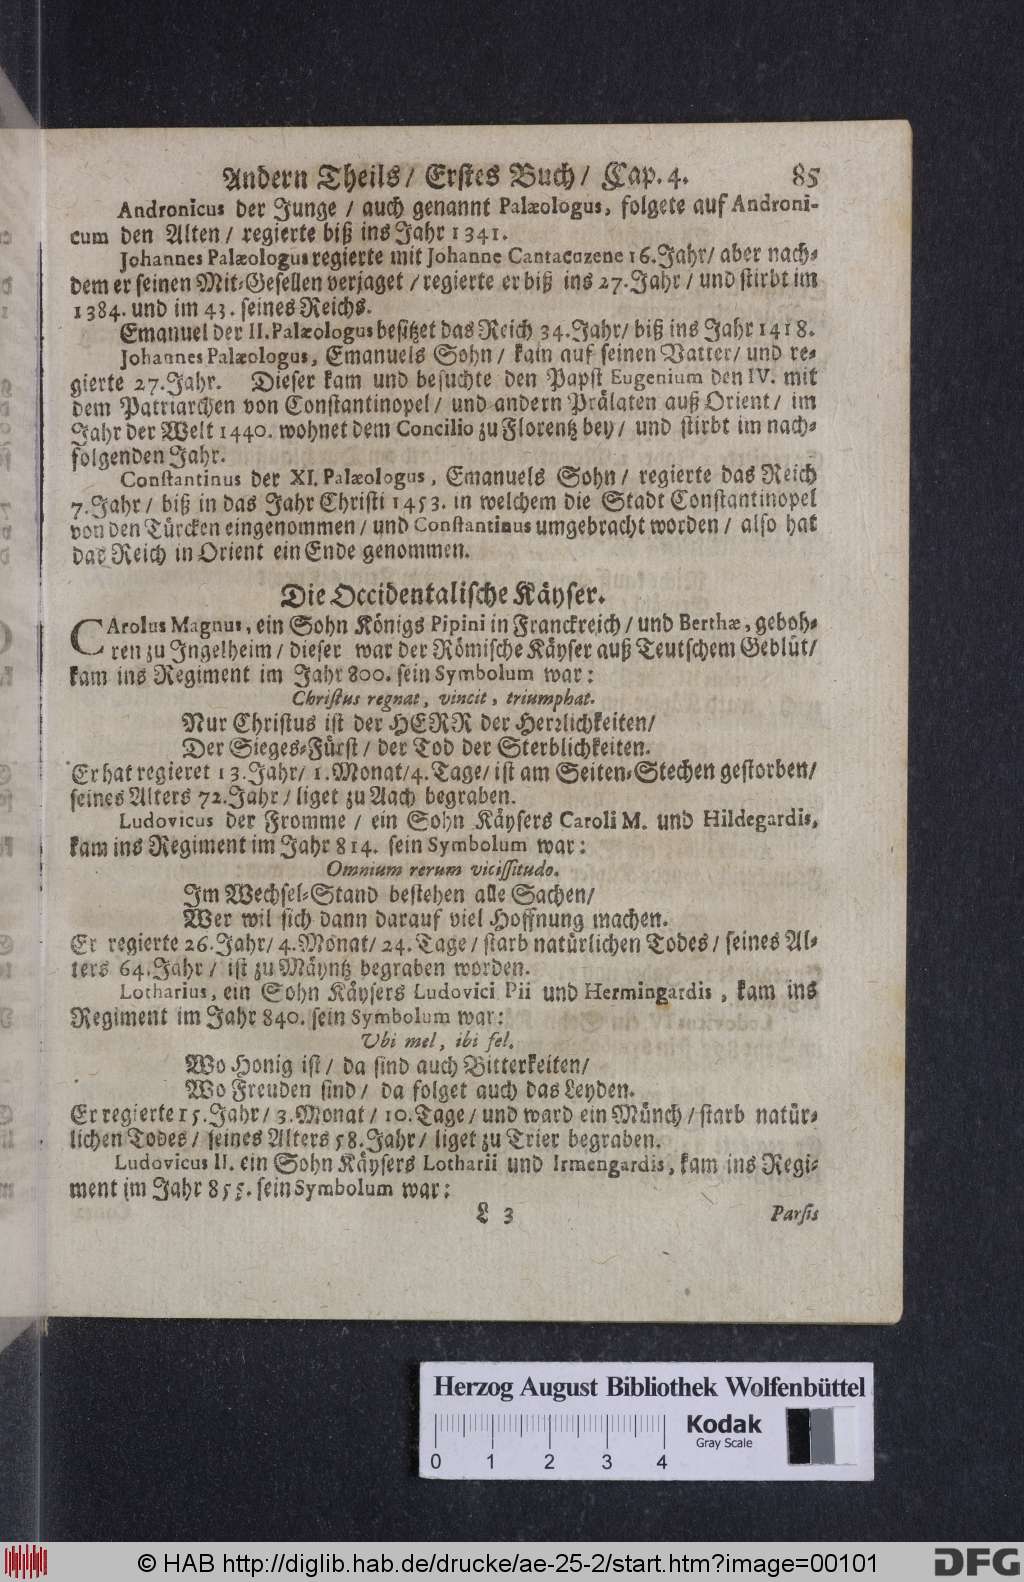 Andern Theils/ Erstes Buch/ Cap. 4. 85
Andronicus der Junge / auch genannt Palæologus, folgete auf Androni-
cum den Alten/ regierte biß ins Jahr 1341.
Johannes Palæologus regierte mit Johanne Cantacuzene 16. Jahr/ aber nach-
dem er seinen Mit-Gesellen verjaget / regierte er biß ins 27. Jahr / und stirbt im
1384. und im 43. seines Reichs.
Emanuel der II. Palæologus besitzet das Reich 34. Jahr/ biß ins Jahr 1418.
Johannes Palæologus, Emanuels Sohn / kam auf seinen Vatter/ und re-
gierte 27. Jahr. Dieser kam und besuchte den Papst Eugenium den IV. mit
dem Patriarchen von Constantinopel/ und andern Prälaten auß Orient/ im
Jahr der Welt 1440. wohnet dem Concilio zu Florentz bey/ und stirbt im nach-
folgenden Jahr.
Constantinus der XI. Palæologus, Emanuels Sohn/ regierte das Reich
7. Jahr/ biß in das Jahr Christi 1453. in welchem die Stadt Constantinopel
von den Türcken eingenommen/ und Constantinus umgebracht worden/ also hat
das Reich in Orient ein Ende genommen.
Die Occidentalische Käyser.
CArolus Magnus, ein Sohn Königs Pipini in Franckreich/ und Berthæ, geboh-
ren zu Ingelheim/ dieser war der Römische Käyser auß Teutschem Geblüt/
kam ins Regiment im Jahr 800. sein Symbolum war:
Christus regnat, vincit, triumphat.
Nur Christus ist der HERR der Herrlichkeiten/
Der Sieges-Fürst/ der Tod der Sterblichkeiten.
Er hat regieret 13. Jahr/ 1. Monat/ 4. Tage/ ist am Seiten-Stechen gestorben/
seines Alters 72. Jahr/ liget zu Aach begraben.
Ludovicus der Fromme/ ein Sohn Käysers Caroli M. und Hildegardis,
kam ins Regiment im Jahr 814. sein Symbolum war:
Omnium rerum vicissitudo.
Im Wechsel-Stand bestehen alle Sachen/
Wer wil sich dann darauf viel Hoffnung machen.
Er regierte 26. Jahr/ 4. Monat/ 24. Tage/ starb natürlichen Todes/ seines Al-
ters 64. Jahr/ ist zu Mäyntz begraben worden.
Lotharius, ein Sohn Käysers Ludovici Pii und Hermingardis, kam ins
Regiment im Jahr 840. sein Symbolum war:
Ubi mel, ibi fel.
Wo Honig ist/ da sind auch Bitterkeiten/
Wo Freuden sind/ da folget auch das Leyden.
Er regierte 15. Jahr/ 3. Monat/ 10. Tage/ und ward ein Münch/ starb natür-
lichen Todes/ seines Alters 58. Jahr/ liget zu Trier begraben.
Ludovicus II. ein Sohn Käysers Lotharii und Irmengardis, kam ins Regi-
ment im Jahr 855. sein Symbolum war:
L 3 Parsis
Herzog August Bibliothek Wolfenbüttel
Kodak
Gray Scale
0 1 2 3 4
© HAB http://diglib.hab.de/drucke/ae-25-2/start.htm?image=00101
DFG